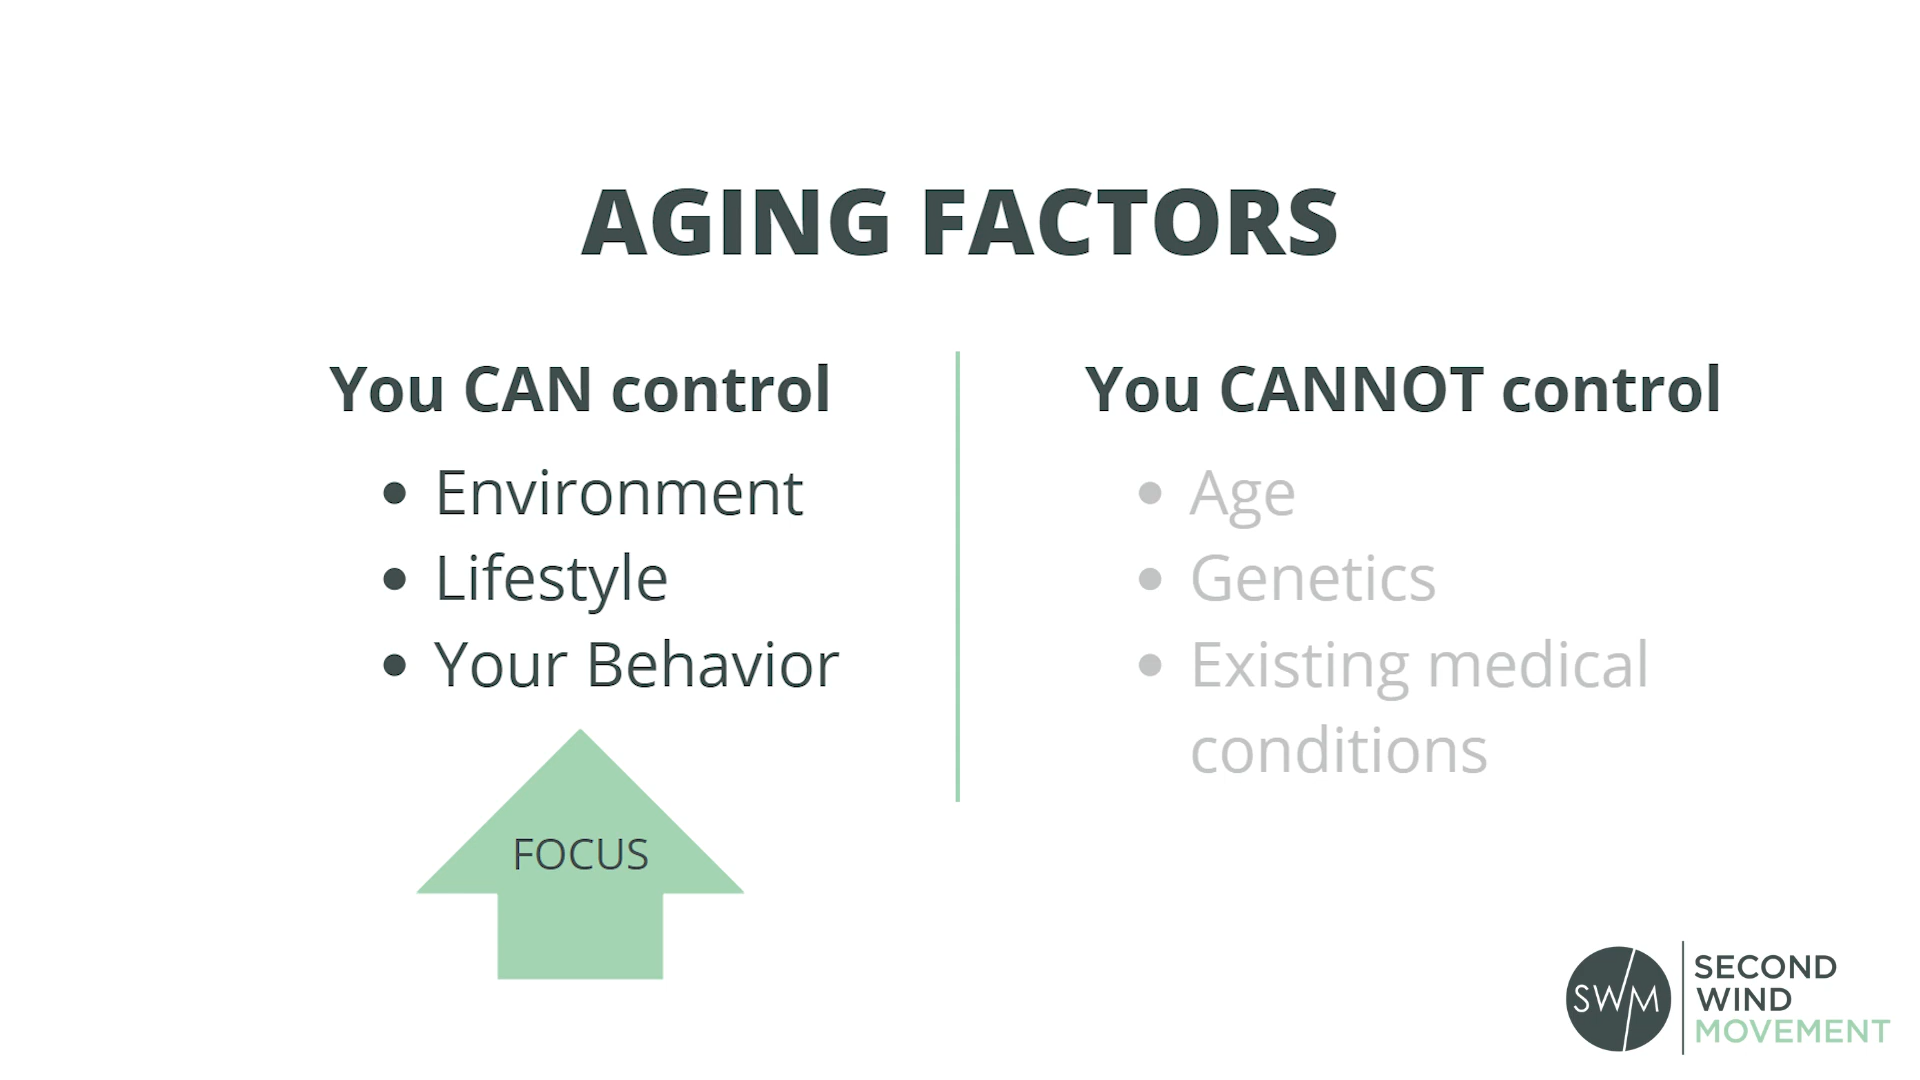 AGING FACTORS
You CAN control
• Environment
• Lifestyle
• Your Behavior
FOCUS
You CANNOT control
• Age
• Genetics
• Existing medical
conditions
SWM
SECOND
WIND
MOVEMENT